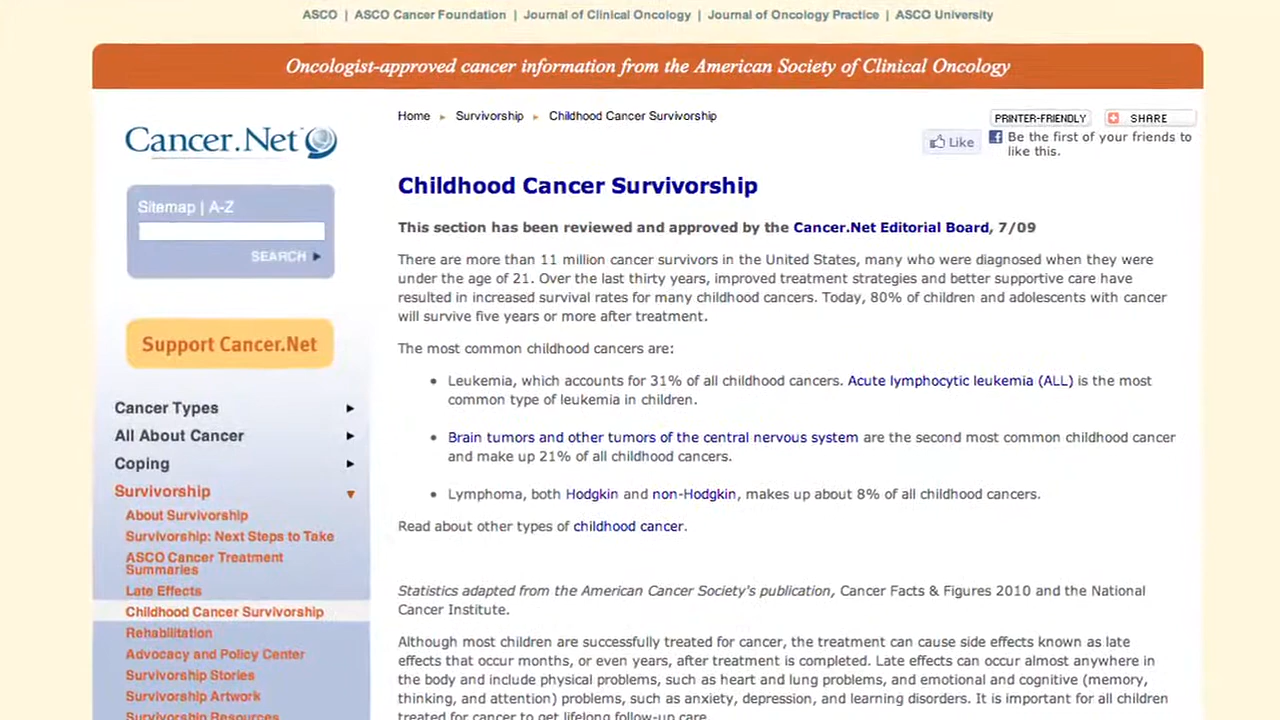 ASCO | ASCO Cancer Foundation | Journal of Clinical Oncology | Journal of Oncology Practice | ASCO University
Oncologist-approved cancer information from the American Society of Clinical Oncology
Cancer.Net
Sitemap | A-Z
SEARCH
Support Cancer.Net
Cancer Types
All About Cancer
Coping
Survivorship
About Survivorship
Survivorship: Next Steps to Take
ASCO Cancer Treatment
Summaries
Late Effects
Childhood Cancer Survivorship
Rehabilitation
Advocacy and Policy Center
Survivorship Stories
Survivorship Artwork
Survivorship Resources
Home ▸ Survivorship ▸ Childhood Cancer Survivorship
PRINTER-FRIENDLY SHARE
Like Be the first of your friends to
like this.
Childhood Cancer Survivorship
This section has been reviewed and approved by the Cancer.Net Editorial Board, 7/09
There are more than 11 million cancer survivors in the United States, many who were diagnosed when they were
under the age of 21. Over the last thirty years, improved treatment strategies and better supportive care have
resulted in increased survival rates for many childhood cancers. Today, 80% of children and adolescents with cancer
will survive five years or more after treatment.
The most common childhood cancers are:
• Leukemia, which accounts for 31% of all childhood cancers. Acute lymphocytic leukemia (ALL) is the most
common type of leukemia in children.
• Brain tumors and other tumors of the central nervous system are the second most common childhood cancer
and make up 21% of all childhood cancers.
• Lymphoma, both Hodgkin and non-Hodgkin, makes up about 8% of all childhood cancers.
Read about other types of childhood cancer.
Statistics adapted from the American Cancer Society's publication, Cancer Facts & Figures 2010 and the National
Cancer Institute.
Although most children are successfully treated for cancer, the treatment can cause side effects known as late
effects that occur months, or even years, after treatment is completed. Late effects can occur almost anywhere in
the body and include physical problems, such as heart and lung problems, and emotional and cognitive (memory,
thinking, and attention) problems, such as anxiety, depression, and learning disorders. It is important for all children
treated for cancer to get lifelong follow-up care.